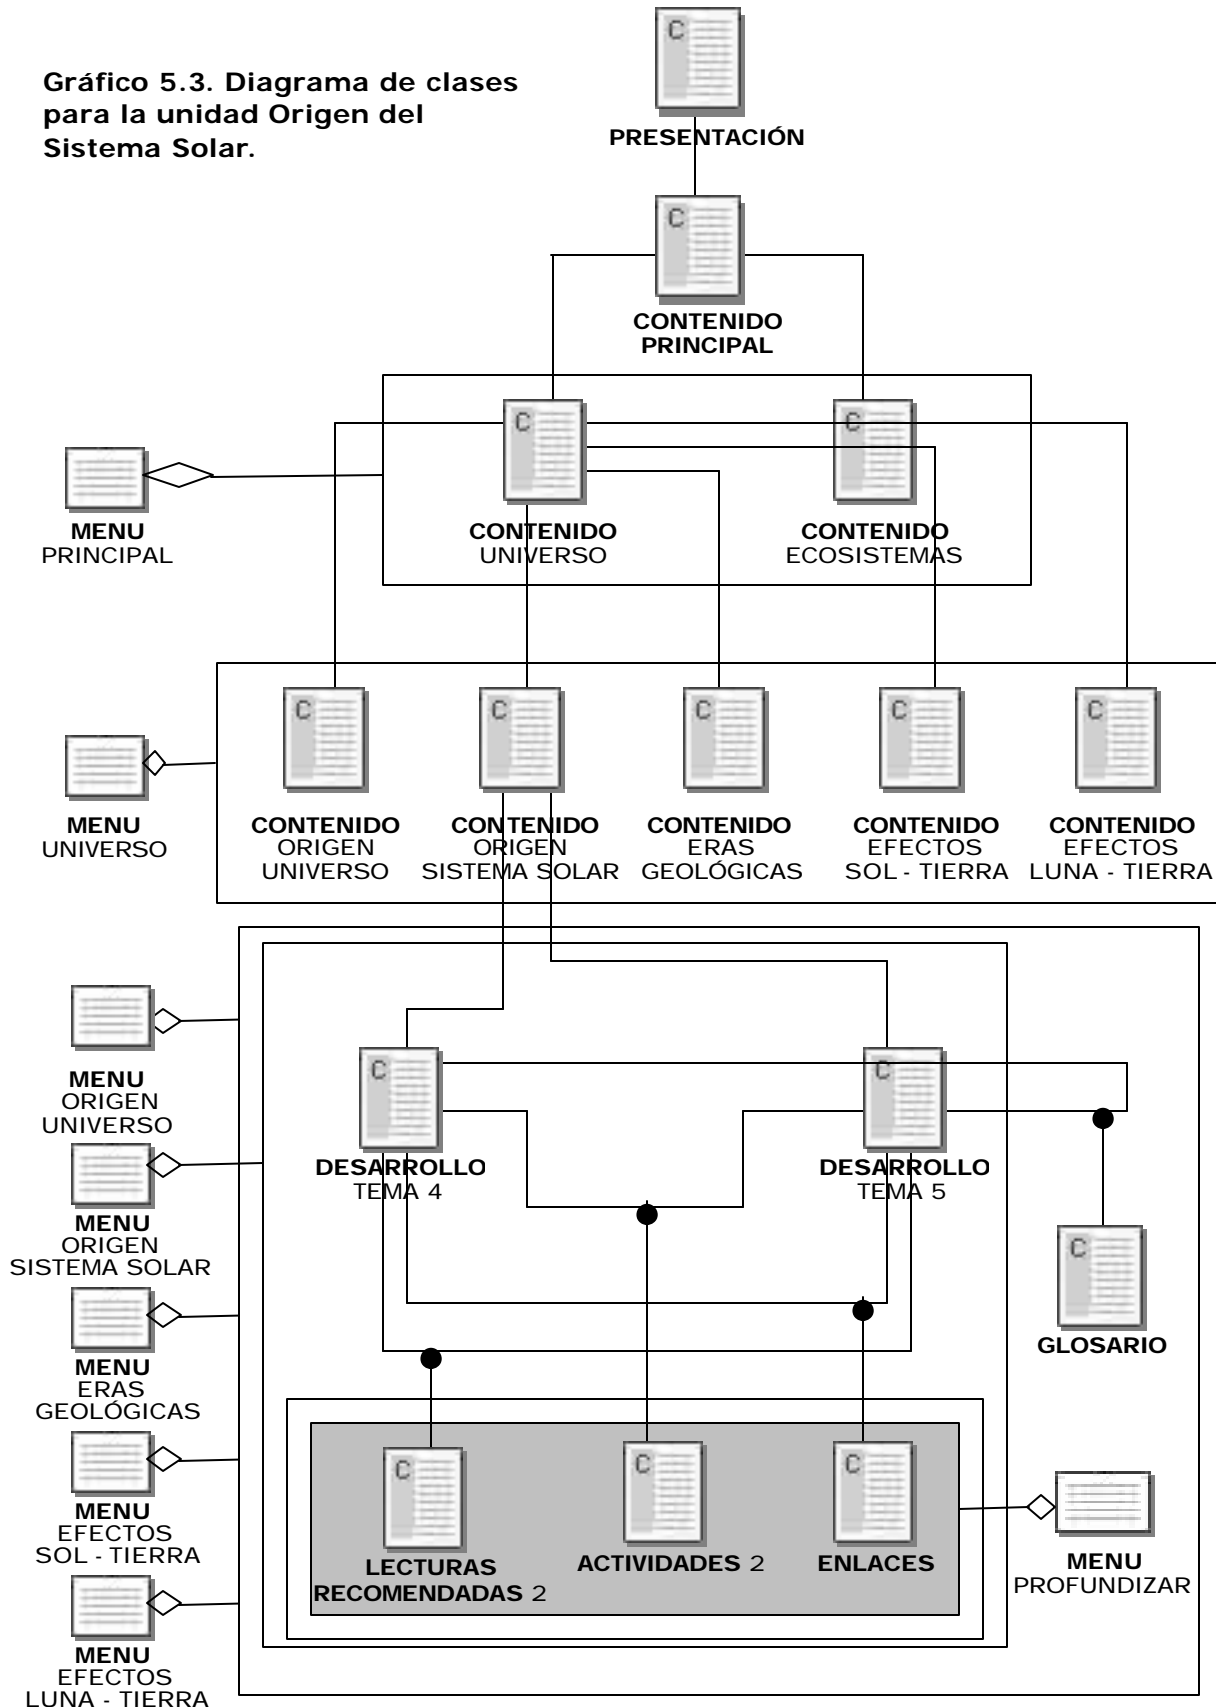 Gráfico 5.3. Diagrama de clases
para la unidad Origen del
Sistema Solar.
C
PRESENTACIÓN
C
CONTENIDO
PRINCIPAL
C
C
MENU
PRINCIPAL
CONTENIDO
UNIVERSO
CONTENIDO
ECOSISTEMAS
C
C
C
C
C
MENU
UNIVERSO
CONTENIDO
ORIGEN
UNIVERSO
CONTENIDO
ORIGEN
SISTEMA SOLAR
CONTENIDO
ERAS
GEOLÓGICAS
CONTENIDO
EFECTOS
SOL - TIERRA
CONTENIDO
EFECTOS
LUNA - TIERRA
MENU
ORIGEN
UNIVERSO
C
C
DESARROLLO
TEMA 4
DESARROLLO
TEMA 5
MENU
ORIGEN
SISTEMA SOLAR
C
GLOSARIO
MENU
ERAS
GEOLÓGICAS
C
C
C
LECTURAS
RECOMENDADAS 2
ACTIVIDADES 2
ENLACES
MENU
PROFUNDIZAR
MENU
EFECTOS
SOL - TIERRA
MENU
EFECTOS
LUNA - TIERRA